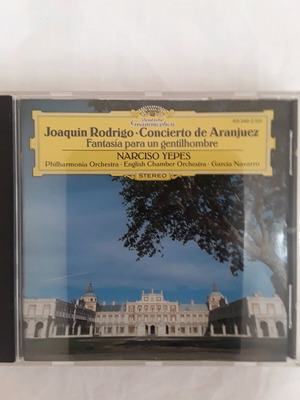 Deutsche
Grammophon
Joaquin Rodrigo · Concierto de Aranjuez
Fantasia para un gentilhombre
NARCISO YEPES
Philharmonia Orchestra · English Chamber Orchestra · Garcia Navarro
STEREO